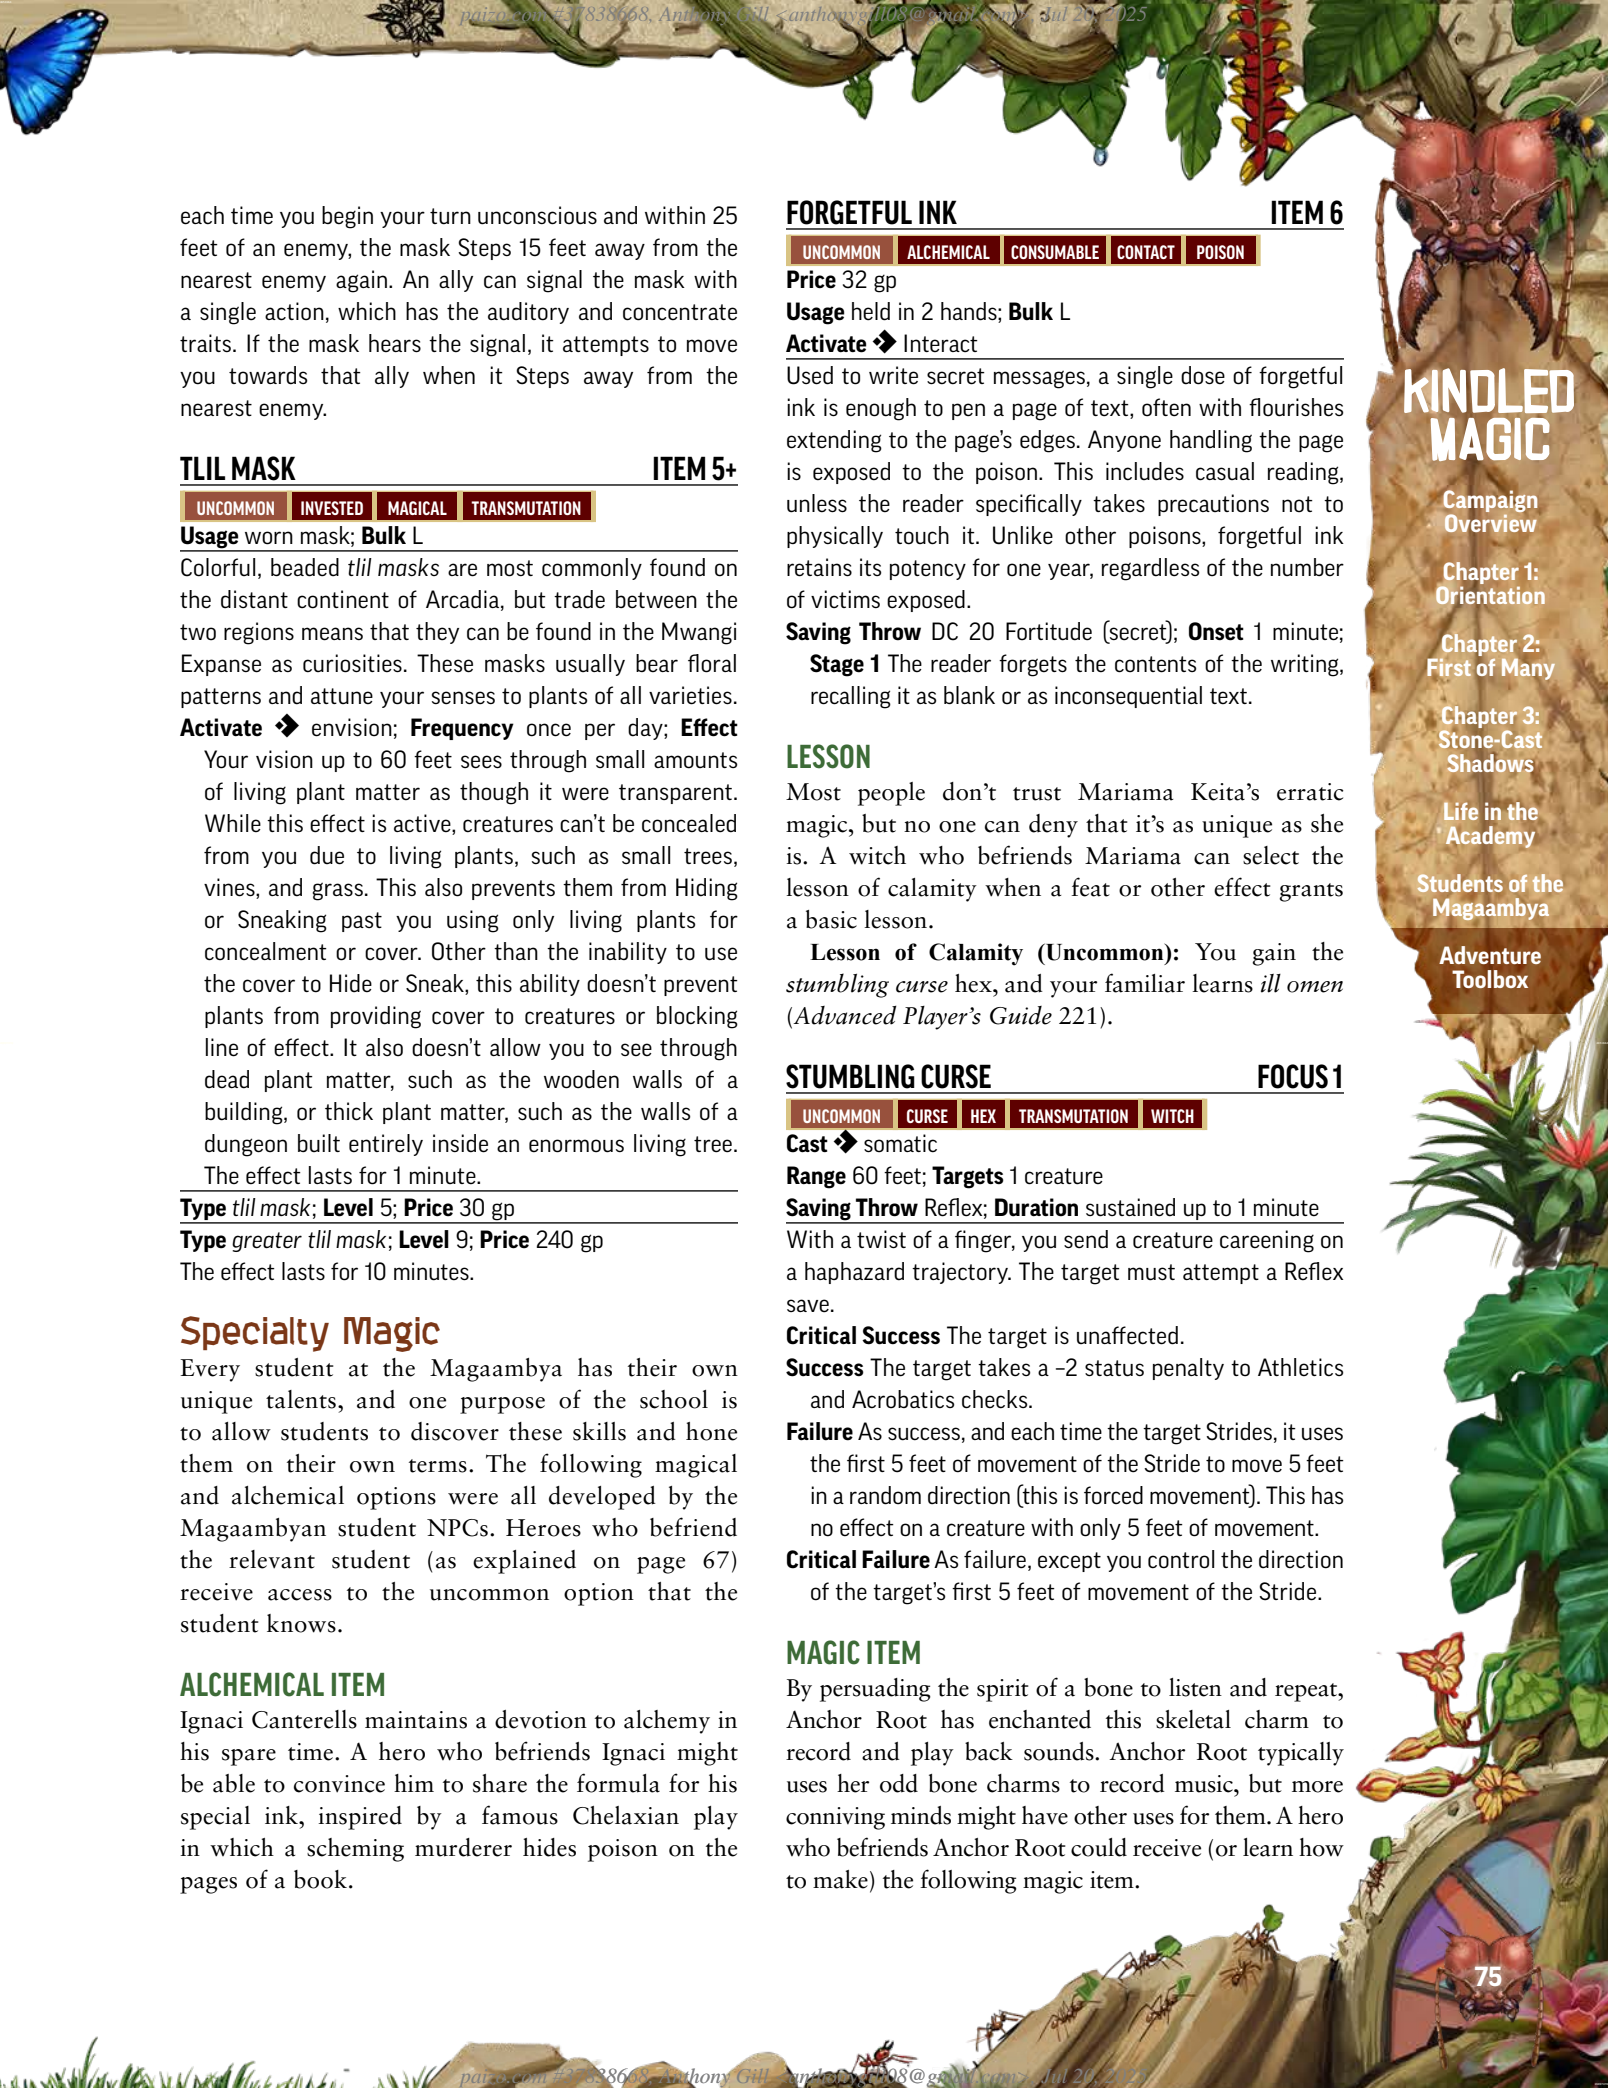 paizo.com #37838668, Anthony Gill <anthonygill08@gmail.com>, Jul 20, 2025
each time you begin your turn unconscious and within 25
feet of an enemy, the mask Steps 15 feet away from the
nearest enemy again. An ally can signal the mask with
a single action, which has the auditory and concentrate
traits. If the mask hears the signal, it attempts to move
you towards that ally when it Steps away from the
nearest enemy.
TLIL MASK ITEM 5+
UNCOMMON INVESTED MAGICAL TRANSMUTATION
Usage worn mask; Bulk L
Colorful, beaded tlil masks are most commonly found on
the distant continent of Arcadia, but trade between the
two regions means that they can be found in the Mwangi
Expanse as curiosities. These masks usually bear floral
patterns and attune your senses to plants of all varieties.
Activate envision; Frequency once per day; Effect
Your vision up to 60 feet sees through small amounts
of living plant matter as though it were transparent.
While this effect is active, creatures can't be concealed
from you due to living plants, such as small trees,
vines, and grass. This also prevents them from Hiding
or Sneaking past you using only living plants for
concealment or cover. Other than the inability to use
the cover to Hide or Sneak, this ability doesn't prevent
plants from providing cover to creatures or blocking
line of effect. It also doesn't allow you to see through
dead plant matter, such as the wooden walls of a
building, or thick plant matter, such as the walls of a
dungeon built entirely inside an enormous living tree.
The effect lasts for 1 minute.
Type tlil mask; Level 5; Price 30 gp
Type greater tlil mask; Level 9; Price 240 gp
The effect lasts for 10 minutes.
Specialty Magic
Every student at the Magaambya has their own
unique talents, and one purpose of the school is
to allow students to discover these skills and hone
them on their own terms. The following magical
and alchemical options were all developed by the
Magaambyan student NPCs. Heroes who befriend
the relevant student (as explained on page 67)
receive access to the uncommon option that the
student knows.
ALCHEMICAL ITEM
Ignaci Canterells maintains a devotion to alchemy in
his spare time. A hero who befriends Ignaci might
be able to convince him to share the formula for his
special ink, inspired by a famous Chelaxian play
in which a scheming murderer hides poison on the
pages of a book.
FORGETFUL INK ITEM 6
UNCOMMON ALCHEMICAL CONSUMABLE CONTACT POISON
Price 32 gp
Usage held in 2 hands; Bulk L
Activate Interact
Used to write secret messages, a single dose of forgetful
ink is enough to pen a page of text, often with flourishes
extending to the page's edges. Anyone handling the page
is exposed to the poison. This includes casual reading,
unless the reader specifically takes precautions not to
physically touch it. Unlike other poisons, forgetful ink
retains its potency for one year, regardless of the number
of victims exposed.
Saving Throw DC 20 Fortitude (secret); Onset 1 minute;
Stage 1 The reader forgets the contents of the writing,
recalling it as blank or as inconsequential text.
LESSON
Most people don't trust Mariama Keita's erratic
magic, but no one can deny that it's as unique as she
is. A witch who befriends Mariama can select the
lesson of calamity when a feat or other effect grants
a basic lesson.
Lesson of Calamity (Uncommon): You gain the
stumbling curse hex, and your familiar learns ill omen
(Advanced Player's Guide 221).
STUMBLING CURSE FOCUS 1
UNCOMMON CURSE HEX TRANSMUTATION WITCH
Cast somatic
Range 60 feet; Targets 1 creature
Saving Throw Reflex; Duration sustained up to 1 minute
With a twist of a finger, you send a creature careening on
a haphazard trajectory. The target must attempt a Reflex
save.
Critical Success The target is unaffected.
Success The target takes a –2 status penalty to Athletics
and Acrobatics checks.
Failure As success, and each time the target Strides, it uses
the first 5 feet of movement of the Stride to move 5 feet
in a random direction (this is forced movement). This has
no effect on a creature with only 5 feet of movement.
Critical Failure As failure, except you control the direction
of the target's first 5 feet of movement of the Stride.
MAGIC ITEM
By persuading the spirit of a bone to listen and repeat,
Anchor Root has enchanted this skeletal charm to
record and play back sounds. Anchor Root typically
uses her odd bone charms to record music, but more
conniving minds might have other uses for them. A hero
who befriends Anchor Root could receive (or learn how
to make) the following magic item.
KINDLED
MAGIC
Campaign
Overview
Chapter 1:
Orientation
Chapter 2:
First of Many
Chapter 3:
Stone-Cast
Shadows
Life in the
Academy
Students of the
Magaambya
Adventure
Toolbox
75
paizo.com #37838668, Anthony Gill <anthonygill08@gmail.com>, Jul 20, 2025